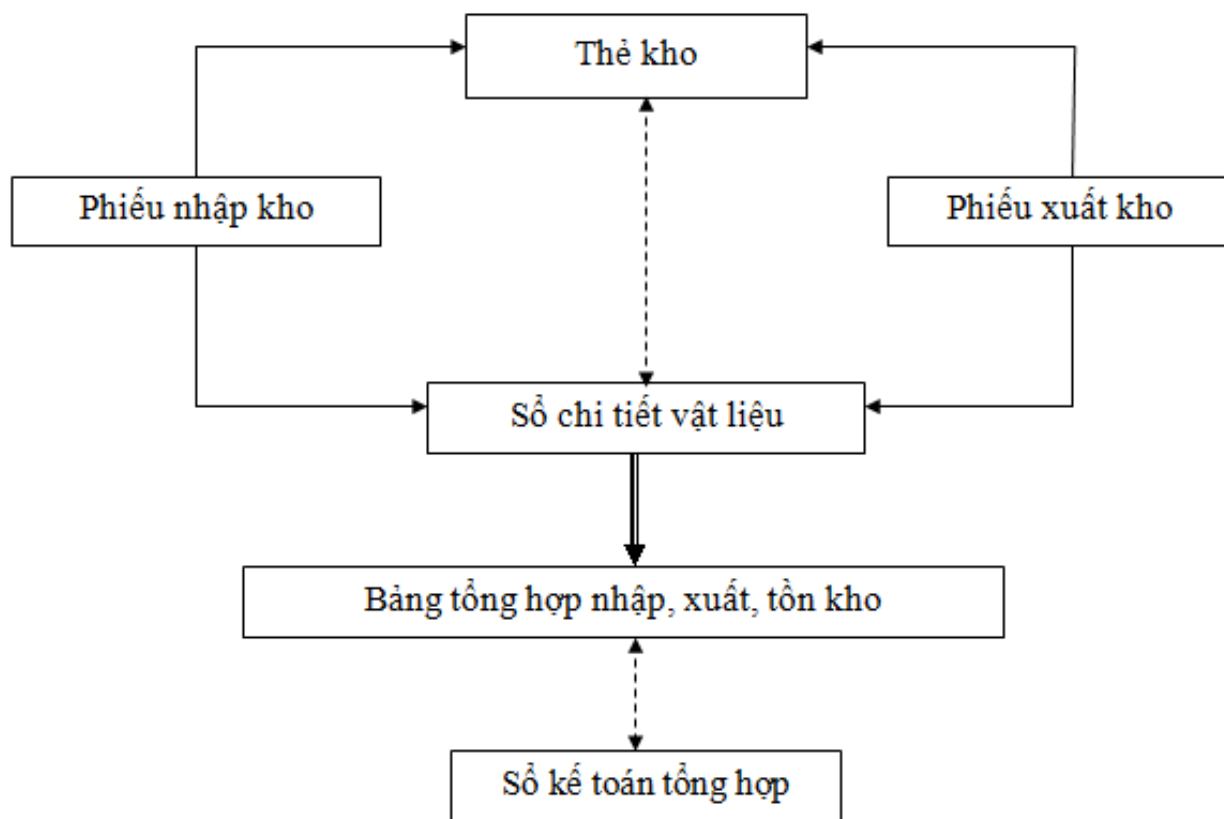 Thẻ kho
Phiếu nhập kho
Phiếu xuất kho
Sổ chi tiết vật liệu
Bảng tổng hợp nhập, xuất, tồn kho
Sổ kế toán tổng hợp